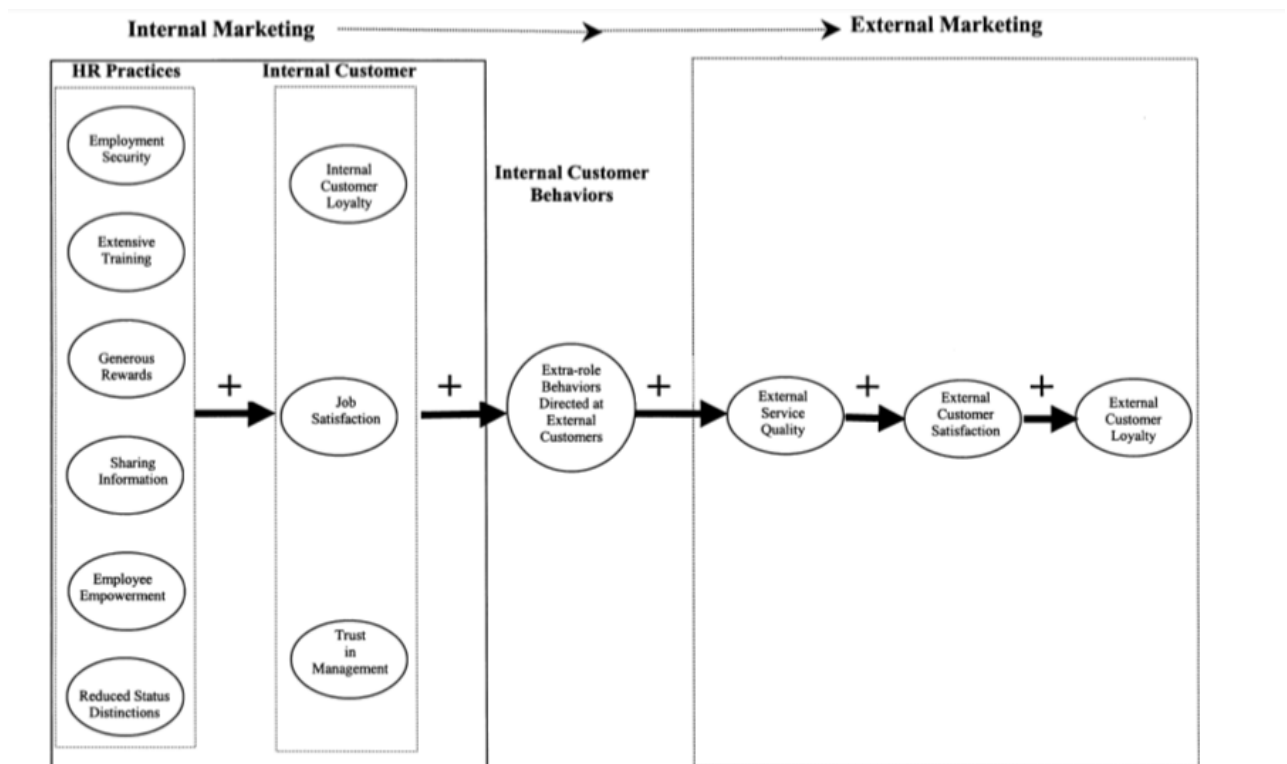 Internal Marketing
External Marketing
HR Practices
Internal Customer
Employment
Security
Extensive
Training
Generous
Rewards
Sharing
Information
Employee
Empowerment
Reduced Status
Distinctions
+
Internal
Customer
Loyalty
Job
Satisfaction
Trust
in
Management
+
Internal Customer
Behaviors
Extra-role
Behaviors
Directed at
External
Customers
+
External
Service
Quality
+
External
Customer
Satisfaction
+
External
Customer
Loyalty